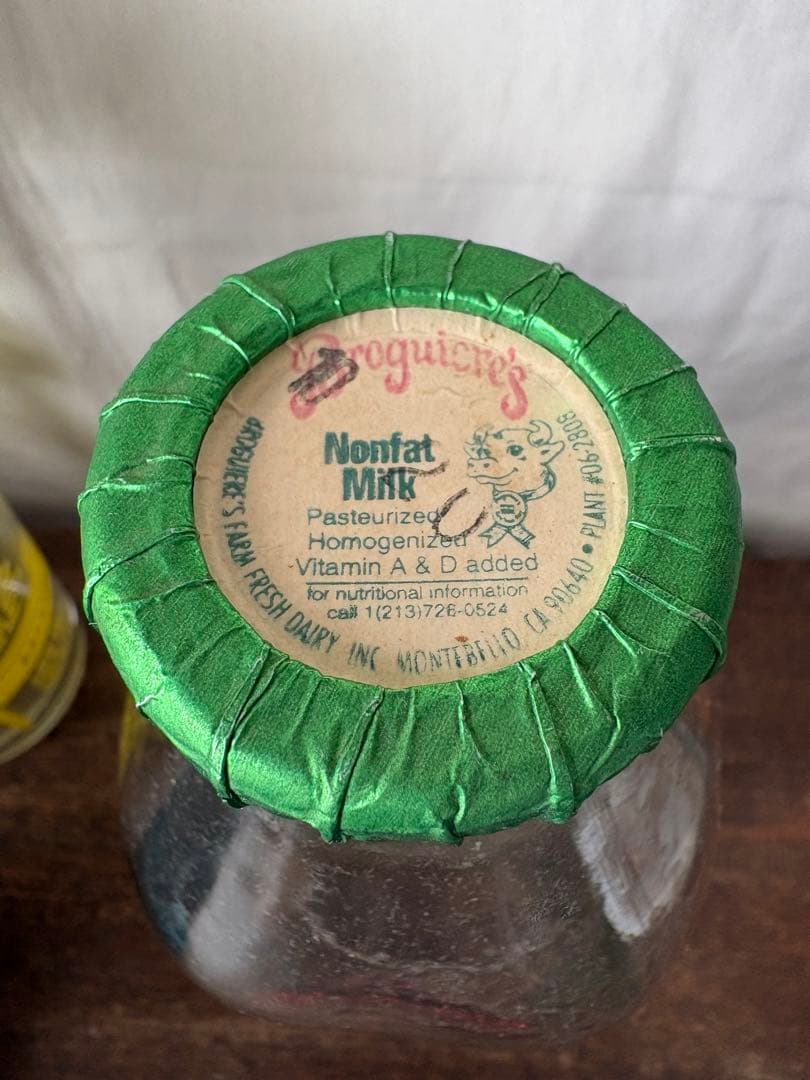 Broguiere's
Nonfat
Milk
Pasteurized
Homogenized
Vitamin A & D added
for nutritional information
call 1(213)726-0524
BROGUIERE'S FARM FRESH DAIRY INC MONTEBELLO CA 90640 • PLANT #06-2808